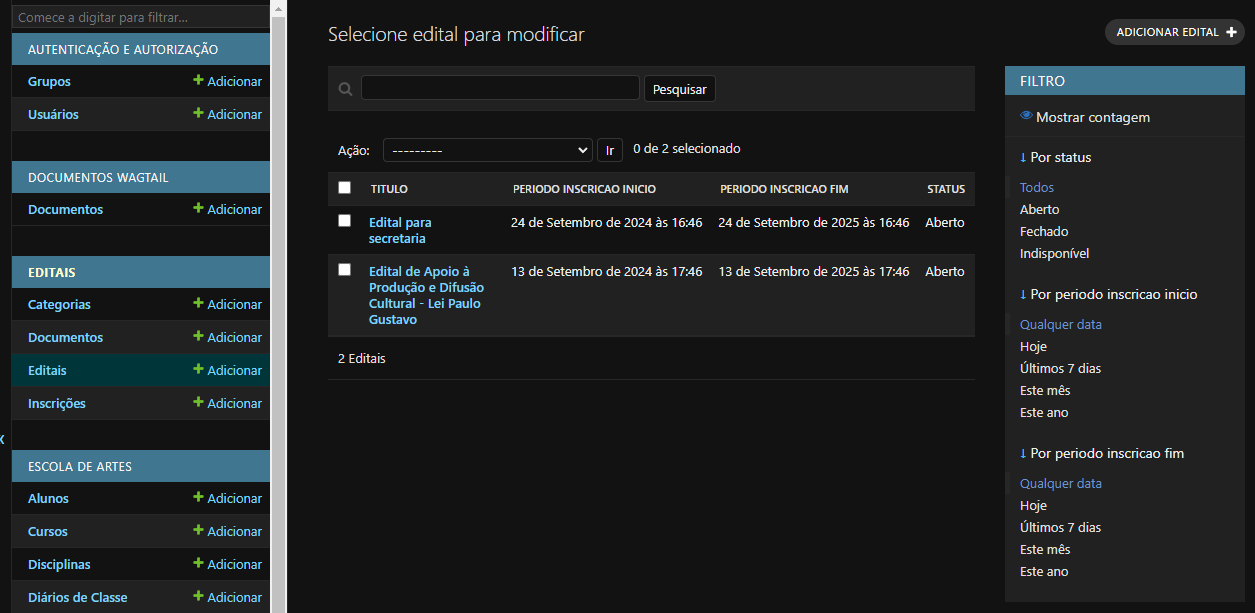 Comece a digitar para filtrar...
AUTENTICAÇÃO E AUTORIZAÇÃO
Grupos Adicionar
Usuários Adicionar
DOCUMENTOS WAGTAIL
Documentos Adicionar
EDITAIS
Categorias Adicionar
Documentos Adicionar
Editais Adicionar
Inscrições Adicionar
ESCOLA DE ARTES
Alunos Adicionar
Cursos Adicionar
Disciplinas Adicionar
Diários de Classe Adicionar
Selecione edital para modificar
ADICIONAR EDITAL
Pesquisar
Ação: --------- Ir 0 de 2 selecionado
TITULO PERIODO INSCRICAO INICIO PERIODO INSCRICAO FIM STATUS
Edital para 24 de Setembro de 2024 às 16:46 24 de Setembro de 2025 às 16:46 Aberto
secretaria
Edital de Apoio à 13 de Setembro de 2024 às 17:46 13 de Setembro de 2025 às 17:46 Aberto
Produção e Difusão
Cultural - Lei Paulo
Gustavo
2 Editais
FILTRO
Mostrar contagem
↓ Por status
Todos
Aberto
Fechado
Indisponível
↓ Por periodo inscricao inicio
Qualquer data
Hoje
Últimos 7 dias
Este mês
Este ano
↓ Por periodo inscricao fim
Qualquer data
Hoje
Últimos 7 dias
Este mês
Este ano